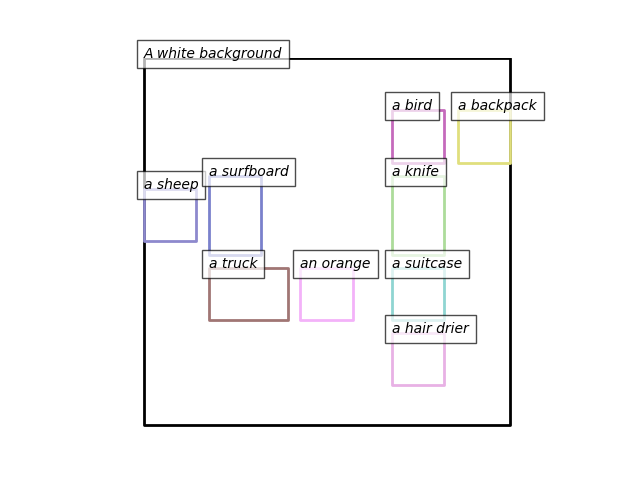 A white background
a bird
a backpack
a knife
a surfboard
a sheep
a truck
an orange
a suitcase
a hair drier